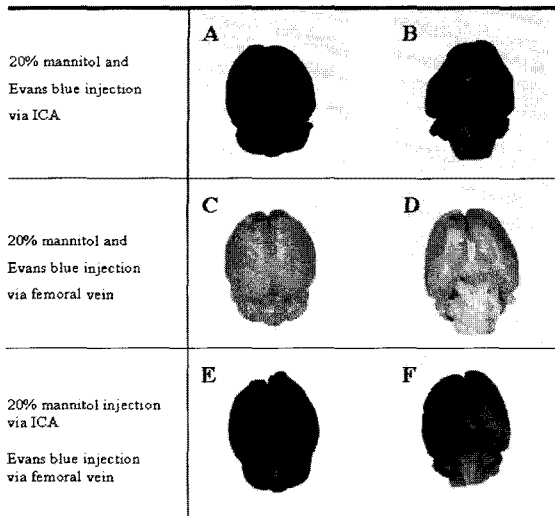 A
B
20% mannitol and
Evans blue injection
via ICA
C
D
20% mannitol and
Evans blue injection
via femoral vein
E
F
20% mannitol injection
via ICA
Evans blue injection
via femoral vein